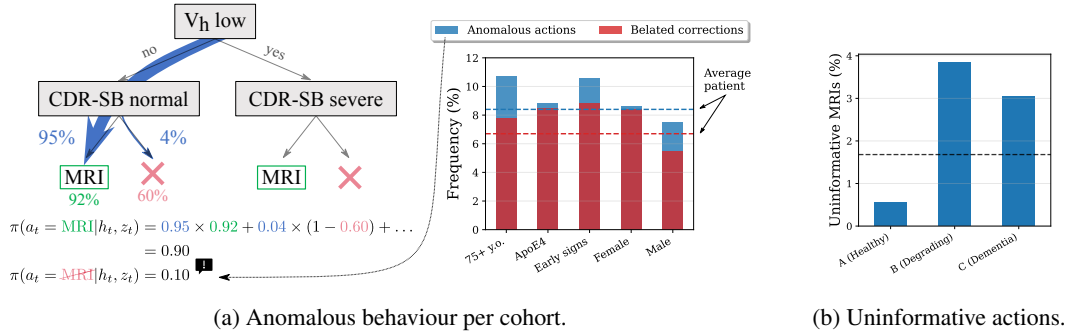 V_h low
no
yes
CDR-SB normal
CDR-SB severe
95%
4%
MRI
92%
60%
MRI
π(a_t = MRI|h_t, z_t) = 0.95 × 0.92 + 0.04 × (1−0.60) + ...
= 0.90
π(a_t = MRI|h_t, z_t) = 0.10
!
Anomalous actions
Belated corrections
Frequency (%)
12
10
8
6
4
2
0
75+ y.o.
ApoE4
Early signs
Female
Male
Average
patient
(a) Anomalous behaviour per cohort.
Uninformative MRIs (%)
4
3
2
1
0
A (Healthy)
B (Degrading)
C (Dementia)
(b) Uninformative actions.